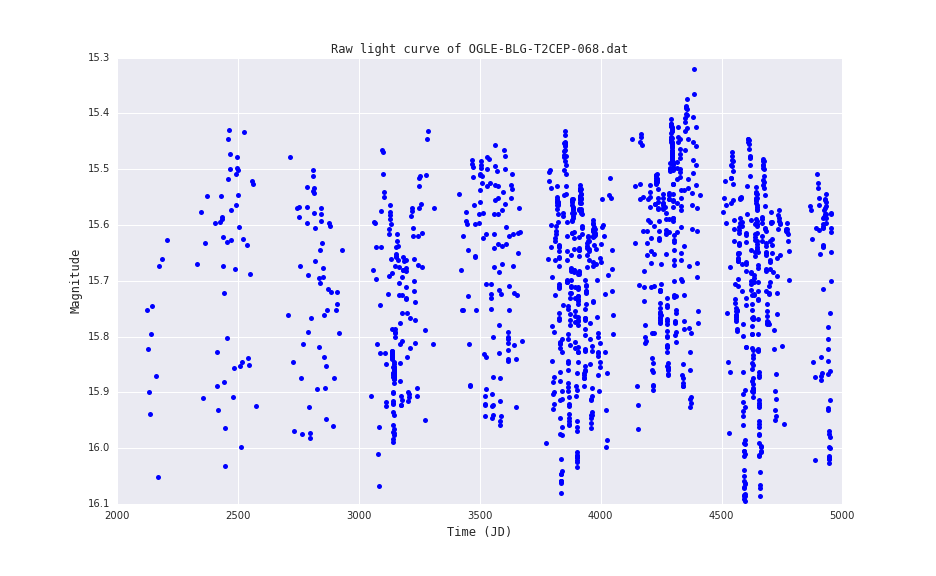 Raw light curve of OGLE-BLG-T2CEP-068.dat
15.3
15.4
15.5
15.6
15.7
15.8
15.9
16.0
16.1
Magnitude
2000 2500 3000 3500 4000 4500 5000
Time (JD)